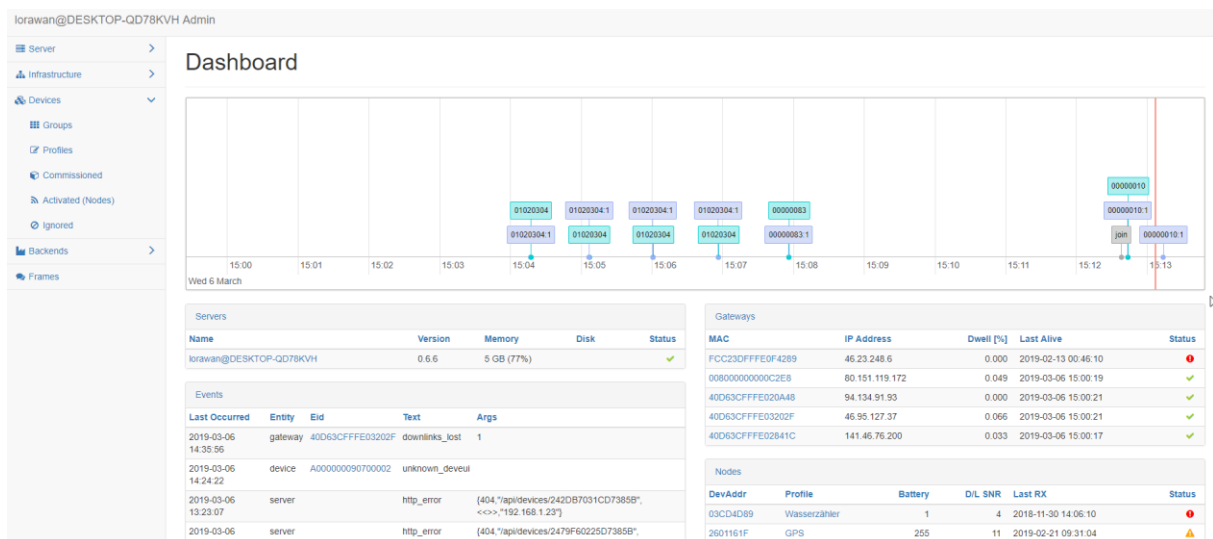 lorawan@DESKTOP-QD78KVH Admin
Server
Infrastructure
Devices
Groups
Profiles
Commissioned
Activated (Nodes)
Ignored
Backends
Frames
Dashboard
00000010
01020304 01020304:1 01020304:1 01020304:1 00000083 00000010:1
01020304:1 01020304 01020304 01020304 00000083:1 join 00000010:1
15:00 15:01 15:02 15:03 15:04 15:05 15:06 15:07 15:08 15:09 15:10 15:11 15:12 15:13
Wed 6 March
Servers
Name Version Memory Disk Status
lorawan@DESKTOP-QD78KVH 0.6.6 5 GB (77%)
Events
Last Occurred Entity Eid Text Args
2019-03-06 gateway 40D63CFFFE03202F downlinks_lost 1
14:35:56
2019-03-06 device A000000090700002 unknown_deveui
14:24:22
2019-03-06 server http_error {404,"/api/devices/242DB7031CD7385B",
13:23:07 <<>>,"192.168.1.23"}
2019-03-06 server http_error {404,"/api/devices/2479F60225D7385B",
Gateways
MAC IP Address Dwell [%] Last Alive Status
FCC23DFFFE0F4289 46.23.248.6 0.000 2019-02-13 00:46:10
008000000000C2E8 80.151.119.172 0.049 2019-03-06 15:00:19
40D63CFFFE020A48 94.134.91.93 0.000 2019-03-06 15:00:21
40D63CFFFE03202F 46.95.127.37 0.066 2019-03-06 15:00:21
40D63CFFFE02841C 141.46.76.200 0.033 2019-03-06 15:00:17
Nodes
DevAddr Profile Battery D/L SNR Last RX Status
03CD4D89 Wasserzähler 1 4 2018-11-30 14:06:10
2601161F GPS 255 11 2019-02-21 09:31:04